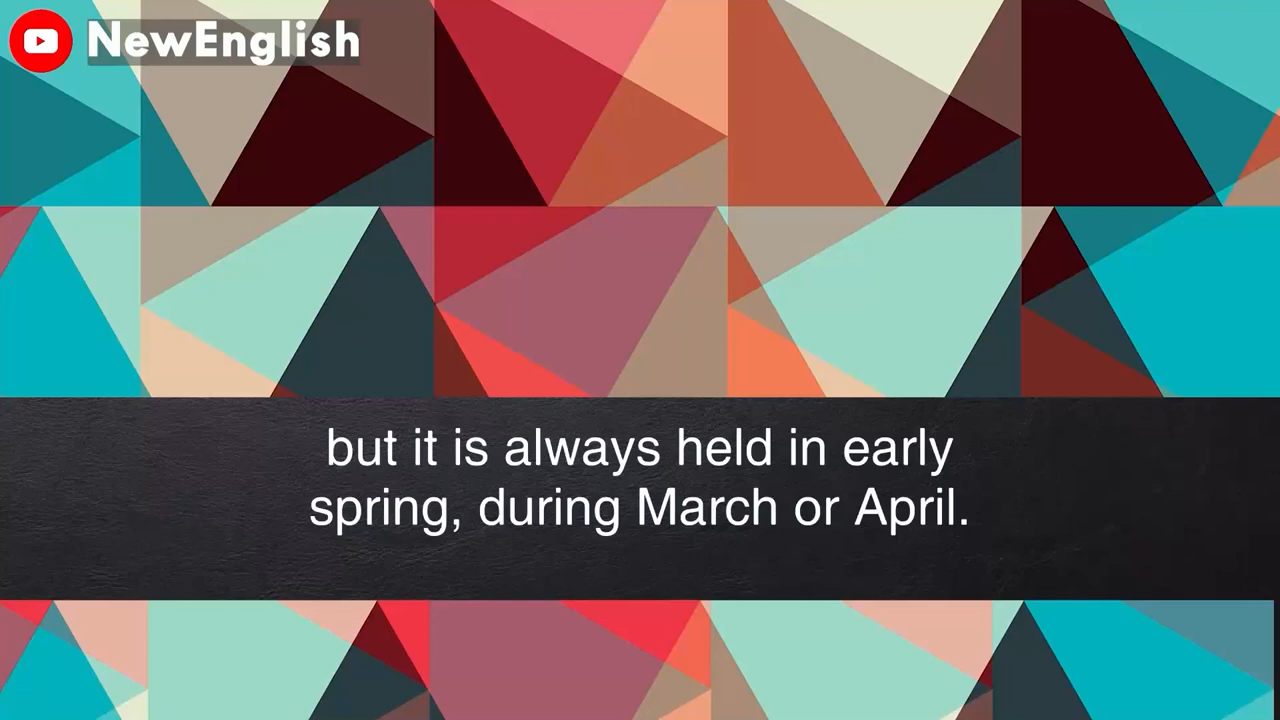 NewEnglish
but it is always held in early
spring, during March or April.